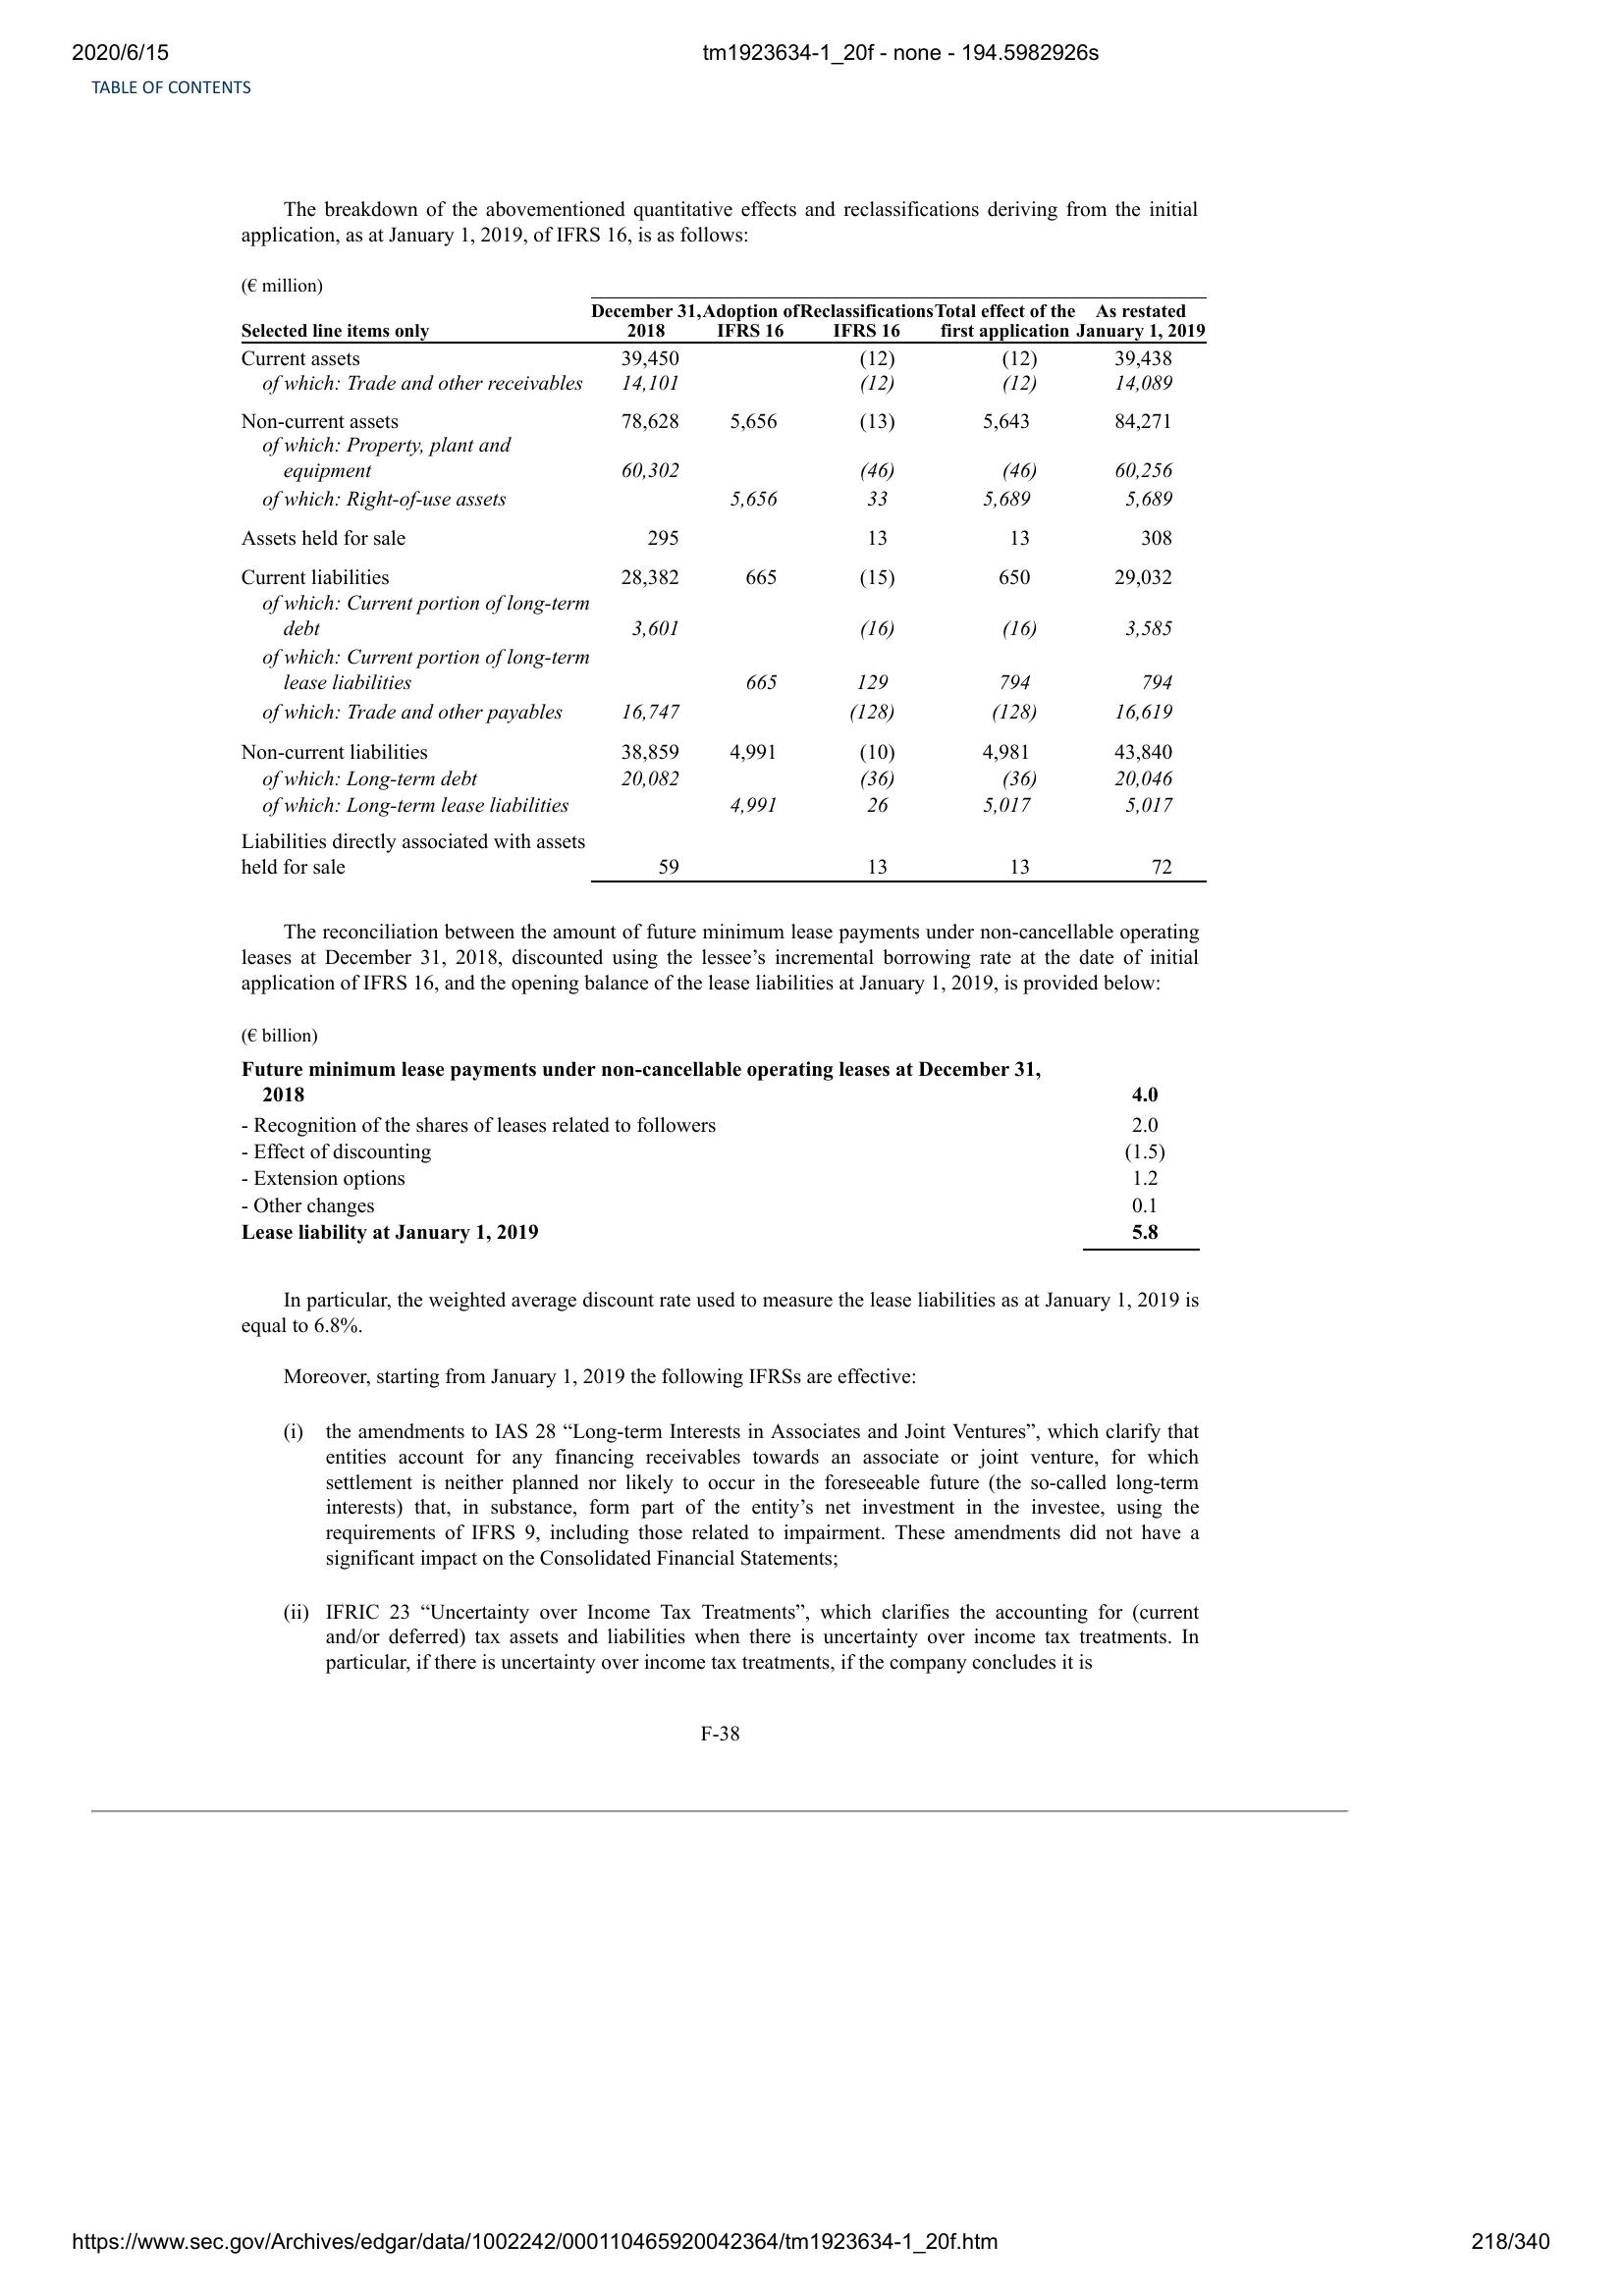 2020/6/15 tm1923634-1_20f - none - 194.5982926s
TABLE OF CONTENTS
The breakdown of the abovementioned quantitative effects and reclassifications deriving from the initial
application, as at January 1, 2019, of IFRS 16, is as follows:
(€ million)
December 31, Adoption of Reclassifications Total effect of the As restated
Selected line items only 2018 IFRS 16 IFRS 16 first application January 1, 2019
Current assets 39,450 (12) (12) 39,438
of which: Trade and other receivables 14,101 (12) (12) 14,089
Non-current assets 78,628 5,656 (13) 5,643 84,271
of which: Property, plant and
equipment 60,302 (46) (46) 60,256
of which: Right-of-use assets 5,656 33 5,689 5,689
Assets held for sale 295 13 13 308
Current liabilities 28,382 665 (15) 650 29,032
of which: Current portion of long-term
debt 3,601 (16) (16) 3,585
of which: Current portion of long-term
lease liabilities 665 129 794 794
of which: Trade and other payables 16,747 (128) (128) 16,619
Non-current liabilities 38,859 4,991 (10) 4,981 43,840
of which: Long-term debt 20,082 (36) (36) 20,046
of which: Long-term lease liabilities 4,991 26 5,017 5,017
Liabilities directly associated with assets
held for sale 59 13 13 72
The reconciliation between the amount of future minimum lease payments under non-cancellable operating
leases at December 31, 2018, discounted using the lessee’s incremental borrowing rate at the date of initial
application of IFRS 16, and the opening balance of the lease liabilities at January 1, 2019, is provided below:
(€ billion)
Future minimum lease payments under non-cancellable operating leases at December 31,
2018 4.0
- Recognition of the shares of leases related to followers 2.0
- Effect of discounting (1.5)
- Extension options 1.2
- Other changes 0.1
Lease liability at January 1, 2019 5.8
In particular, the weighted average discount rate used to measure the lease liabilities as at January 1, 2019 is
equal to 6.8%.
Moreover, starting from January 1, 2019 the following IFRSs are effective:
(i) the amendments to IAS 28 “Long-term Interests in Associates and Joint Ventures”, which clarify that
entities account for any financing receivables towards an associate or joint venture, for which
settlement is neither planned nor likely to occur in the foreseeable future (the so-called long-term
interests) that, in substance, form part of the entity’s net investment in the investee, using the
requirements of IFRS 9, including those related to impairment. These amendments did not have a
significant impact on the Consolidated Financial Statements;
(ii) IFRIC 23 “Uncertainty over Income Tax Treatments”, which clarifies the accounting for (current
and/or deferred) tax assets and liabilities when there is uncertainty over income tax treatments. In
particular, if there is uncertainty over income tax treatments, if the company concludes it is
F-38
https://www.sec.gov/Archives/edgar/data/1002242/000110465920042364/tm1923634-1_20f.htm 218/340